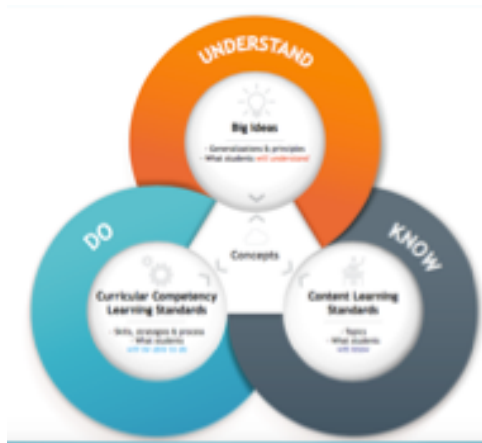 UNDERSTAND
Big Ideas
- Generalizations & principles
- What students will understand
DO
KNOW
Concepts
Curricular Competency
Learning Standards
- Skills, strategies & process
- What students
will be able to do
Content Learning
Standards
- Topics
- What students
will know